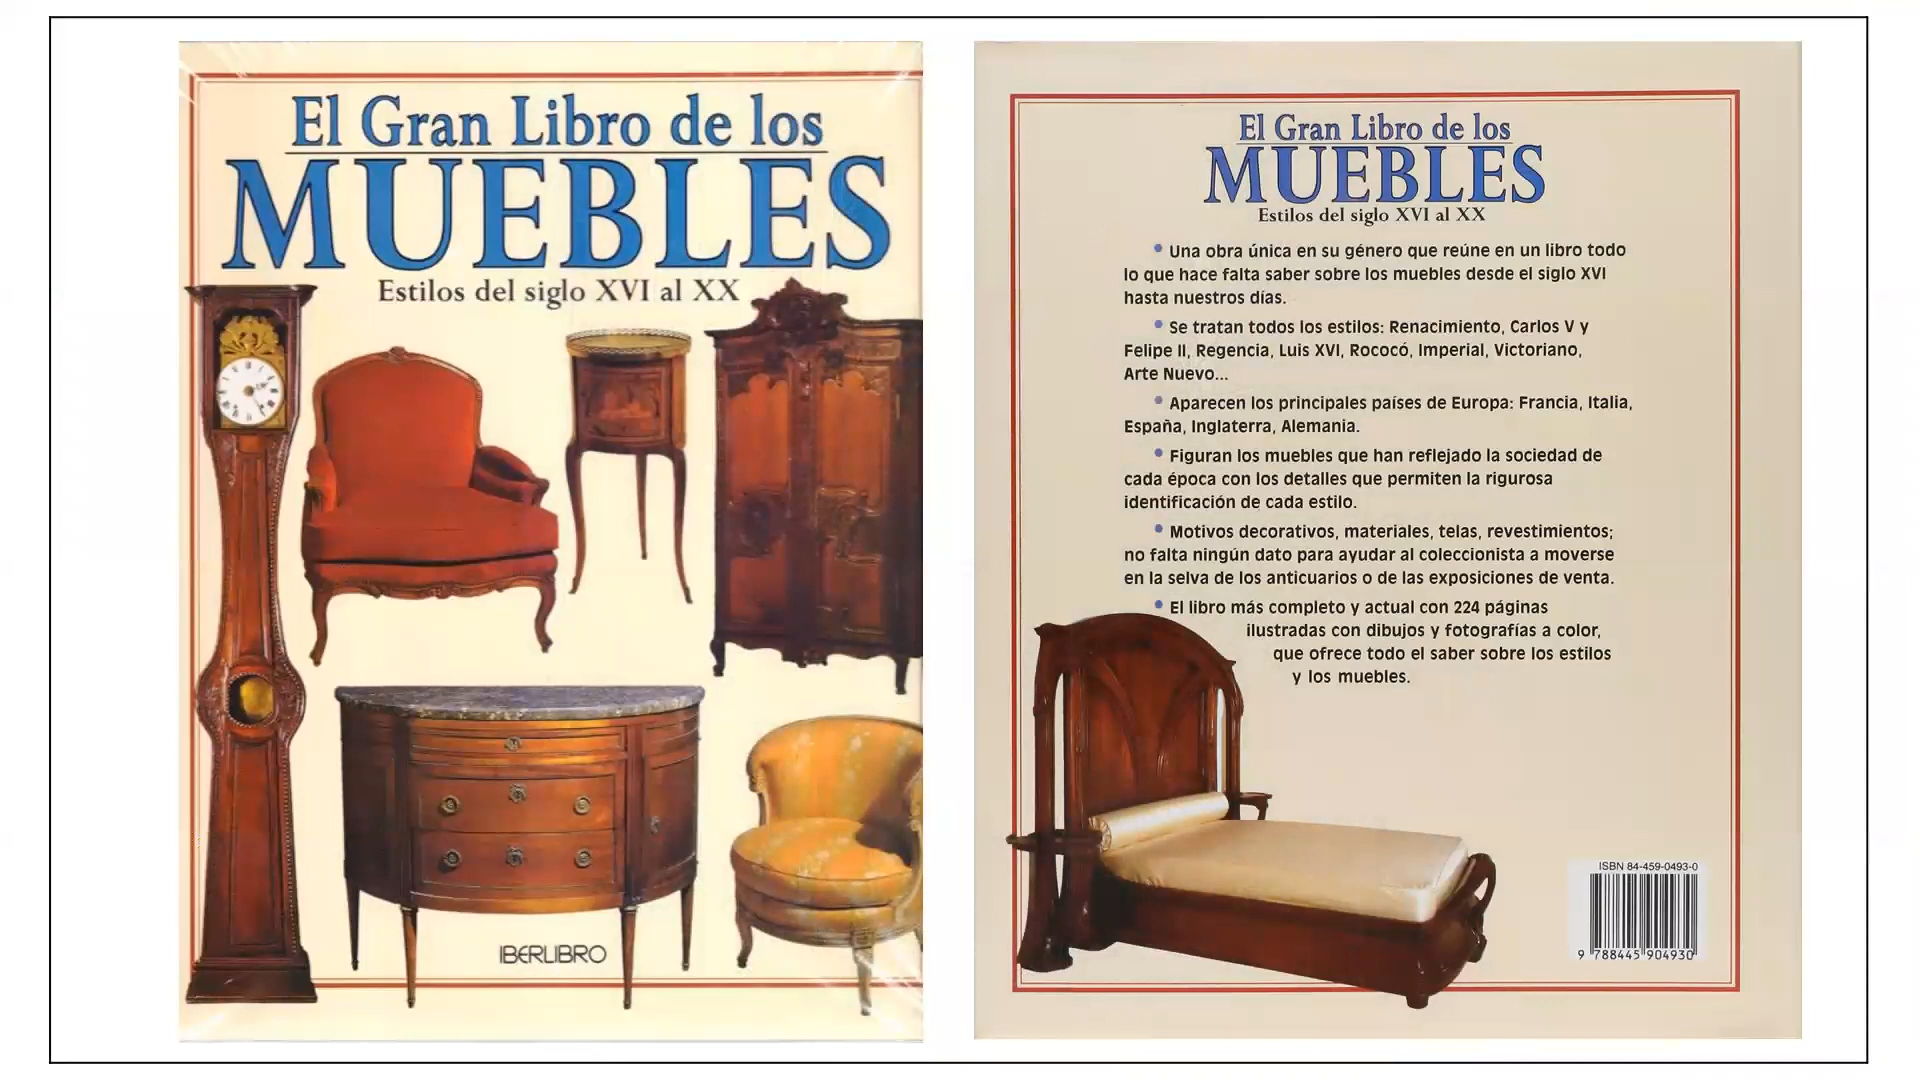 El Gran Libro de los
MUEBLES
Estilos del siglo XVI al XX
IBERLIBRO
El Gran Libro de los
MUEBLES
Estilos del siglo XVI al XX
• Una obra única en su género que reúne en un libro todo
lo que hace falta saber sobre los muebles desde el siglo XVI
hasta nuestros días.
• Se tratan todos los estilos: Renacimiento, Carlos V y
Felipe II, Regencia, Luis XVI, Rococó, Imperial, Victoriano,
Arte Nuevo...
• Aparecen los principales países de Europa: Francia, Italia,
España, Inglaterra, Alemania.
• Figuran los muebles que han reflejado la sociedad de
cada época con los detalles que permiten la rigurosa
identificación de cada estilo.
• Motivos decorativos, materiales, telas, revestimientos;
no falta ningún dato para ayudar al coleccionista a moverse
en la selva de los anticuarios o de las exposiciones de venta.
• El libro más completo y actual con 224 páginas
ilustradas con dibujos y fotografías a color,
que ofrece todo el saber sobre los estilos
y los muebles.
ISBN 84-459-0493-0
9 788445 904930